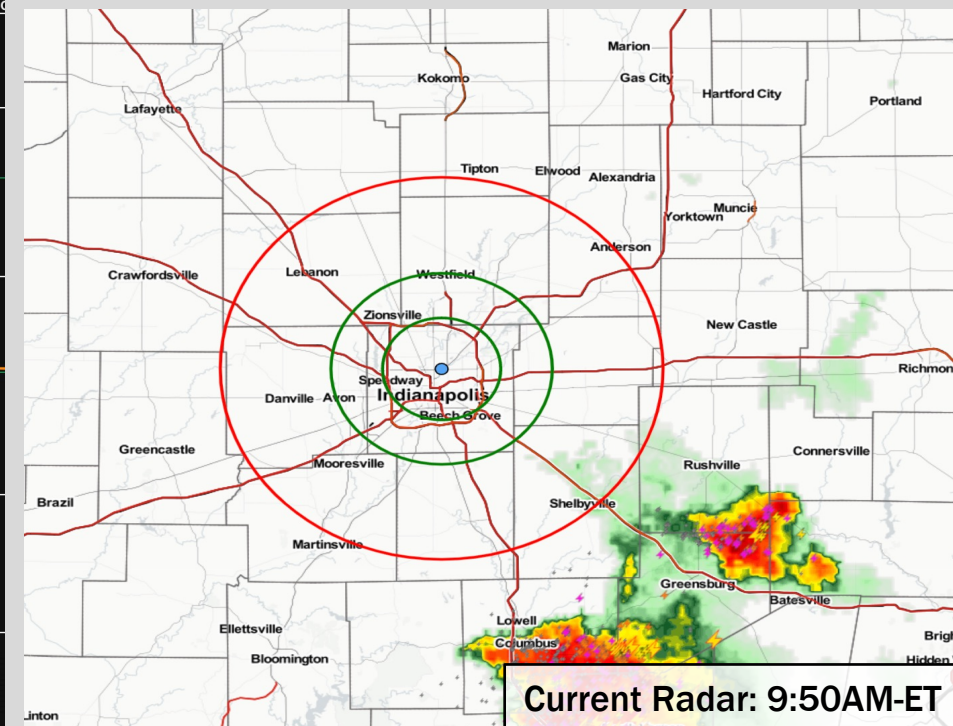 Marion
Kokomo
Gas City
Hartford City
Portland
Lafayette
Tipton
Elwood
Alexandria
Muncie
Yorktown
Anderson
Crawfordsville
Lebanon
Westfield
Zionsville
New Castle
Richmon
Speedway
Indianapolis
Danville
Avon
Beech Grove
Greencastle
Mooresville
Rushville
Connersville
Brazil
Shelbyville
Martinsville
Greensburg
Batesville
Lowell
Ellettsville
Columbus
Brigh
Bloomington
Hidden
Linton
Current Radar: 9:50AM-ET